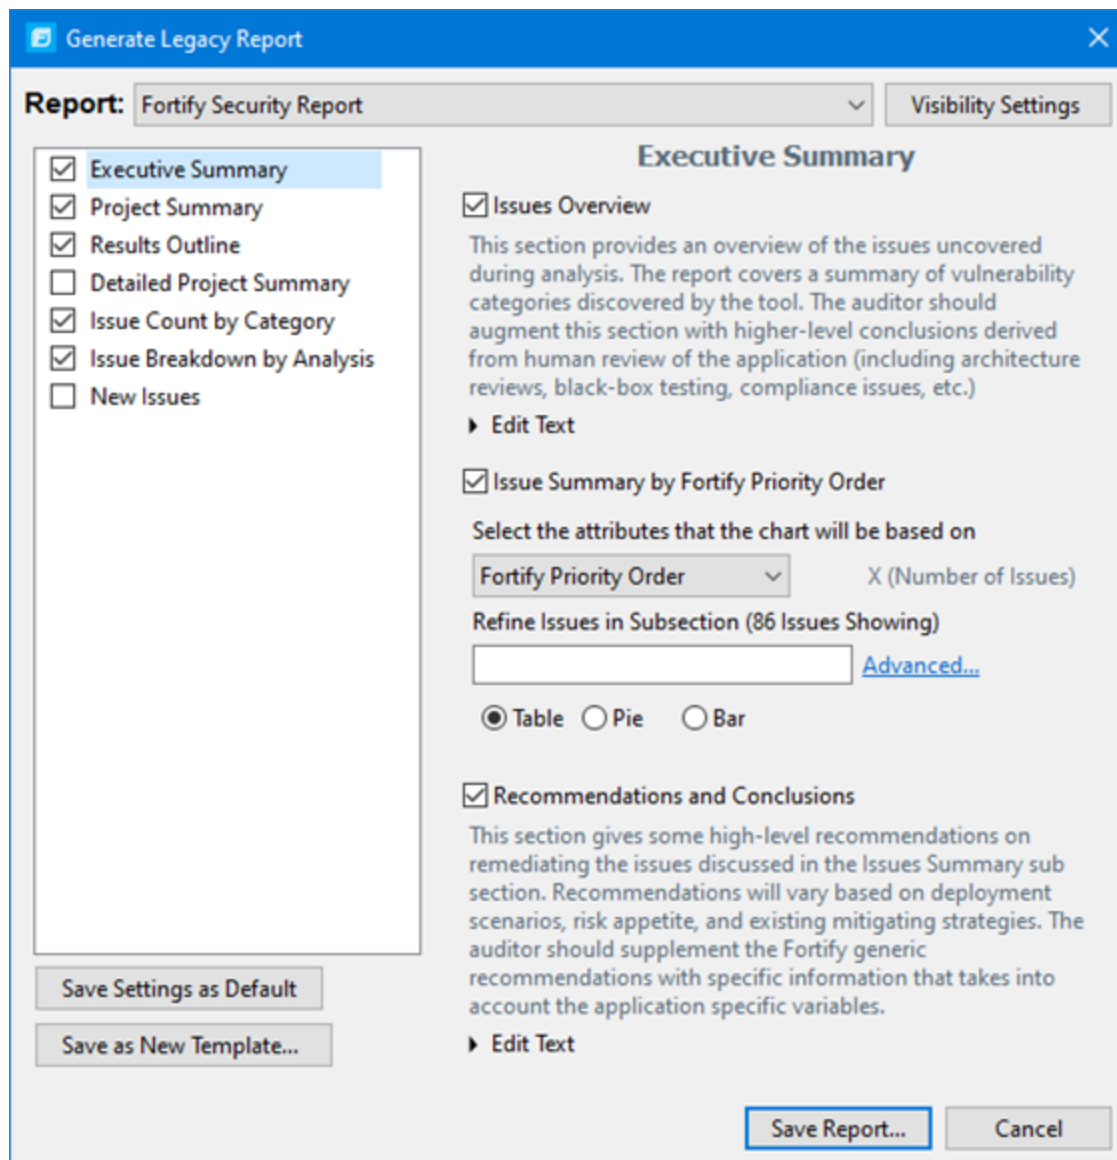 Generate Legacy Report
Report: Fortify Security Report
Visibility Settings
Executive Summary
Project Summary
Results Outline
Detailed Project Summary
Issue Count by Category
Issue Breakdown by Analysis
New Issues
Save Settings as Default
Save as New Template...
Executive Summary
Issues Overview
This section provides an overview of the issues uncovered
during analysis. The report covers a summary of vulnerability
categories discovered by the tool. The auditor should
augment this section with higher-level conclusions derived
from human review of the application (including architecture
reviews, black-box testing, compliance issues, etc.)
Edit Text
Issue Summary by Fortify Priority Order
Select the attributes that the chart will be based on
Fortify Priority Order
X (Number of Issues)
Refine Issues in Subsection (86 Issues Showing)
Advanced...
Table Pie Bar
Recommendations and Conclusions
This section gives some high-level recommendations on
remediating the issues discussed in the Issues Summary sub
section. Recommendations will vary based on deployment
scenarios, risk appetite, and existing mitigating strategies. The
auditor should supplement the Fortify generic
recommendations with specific information that takes into
account the application specific variables.
Edit Text
Save Report...
Cancel